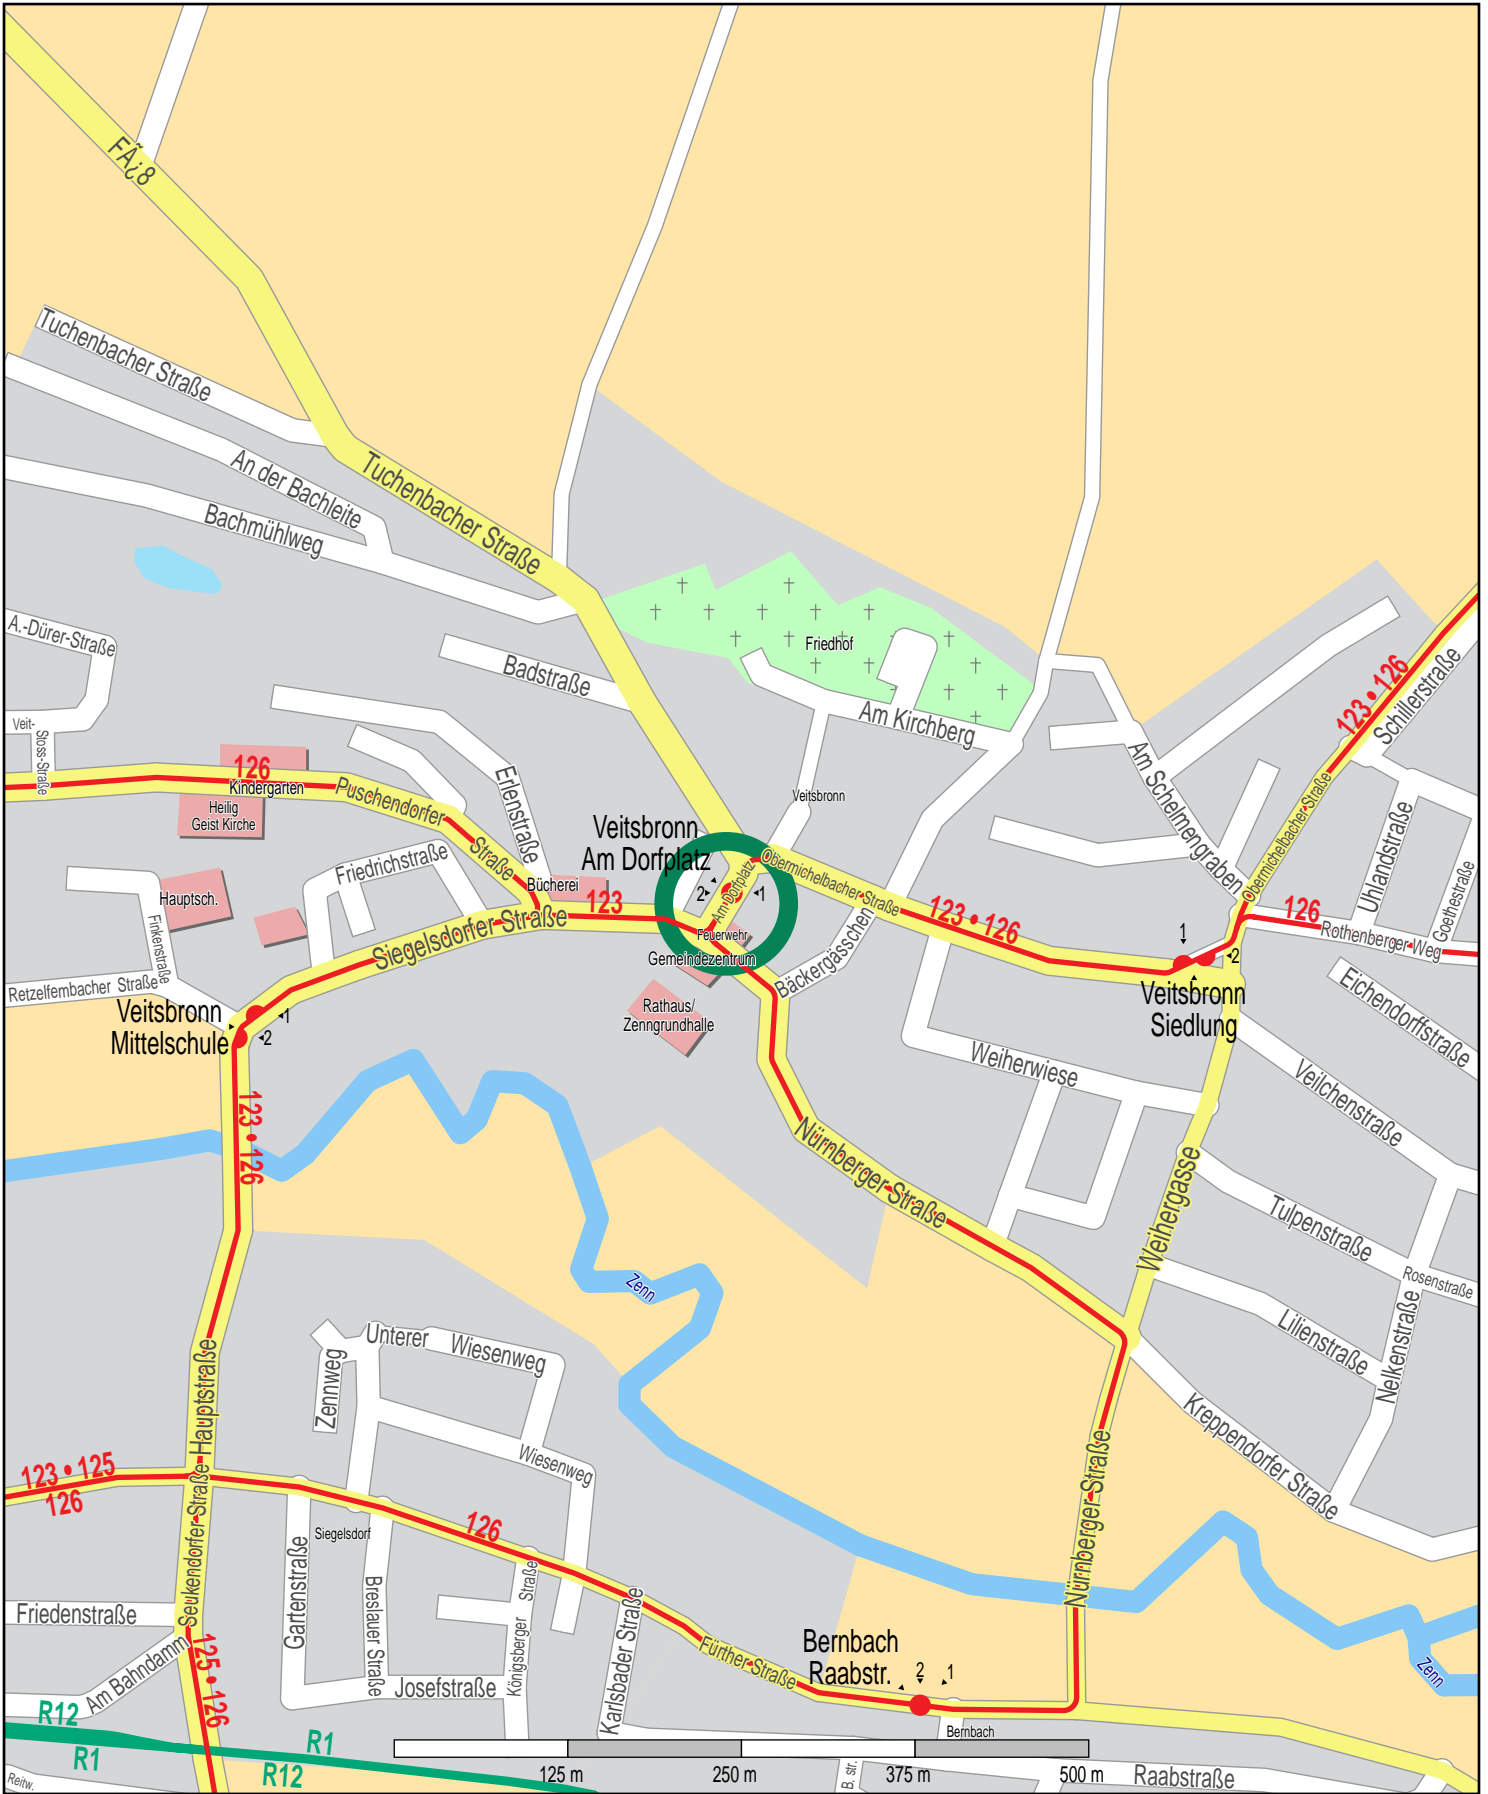 FÃ¿8
Tuchenbacher Straße
An der Bachleite
Bachmühlweg
Tuchenbacher Straße
A.-Dürer-Straße
Badstraße
Friedhof
Am Kirchberg
123 • 126
Schillerstraße
Veit-
Stoss-Straße
126
Kindergarten
Puschendorfer
Straße
Heilig
Geist Kirche
Erlenstraße
Veitsbronn
Am Schelmengraben
Obermichelbacher Straße
Uhlandstraße
Goethestraße
Veitsbronn
Am Dorfplatz
Obermichelbacher Straße
Am Dorfplatz
2
1
Friedrichstraße
Hauptsch.
Bücherei
123
Finkenstraße
Siegelsdorfer Straße
Feuerwehr
Gemeindezentrum
Bäckergässchen
123 • 126
126
Rothenberger Weg
1
2
Retzelfembacher Straße
Veitsbronn
Mittelschule
1
2
Rathaus/
Zenngrundhalle
Veitsbronn
Siedlung
Eichendorffstraße
Weiherwiese
Veilchenstraße
123 • 126
Nürnberger Straße
Weihergasse
Tulpenstraße
Rosenstraße
Zenn
Lilienstraße
Nelkenstraße
Hauptstraße
Zennweg
Unterer
Wiesenweg
Wiesenweg
Kreppendorfer Straße
123 • 125
126
126
Siegelsdorf
Nürnberger Straße
Seukendorfer Straße
Friedenstraße
Gartenstraße
Breslauer Straße
Königsberger Straße
Karlsbader Straße
Fürther Straße
Bernbach
Raabstr.
2
1
Zenn
Am Bahndamm
125 • 126
Josefstraße
Bernbach
R12
R1
R1
R12
Reitw.
125 m
250 m
375 m
500 m
B. str.
Raabstraße